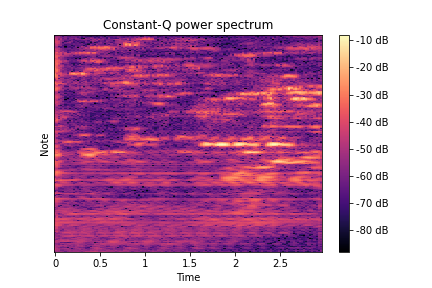 Constant-Q power spectrum
-10 dB
-20 dB
-30 dB
-40 dB
-50 dB
-60 dB
-70 dB
-80 dB
Note
0
0.5
1
1.5
2
2.5
Time